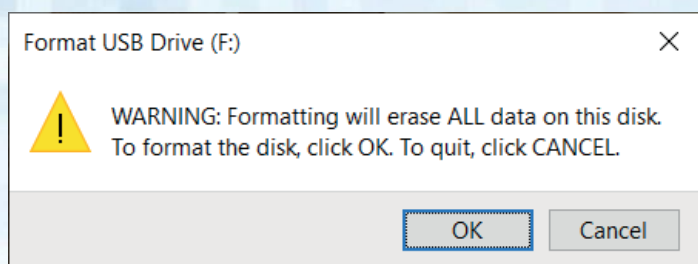 Format USB Drive (F:)
WARNING: Formatting will erase ALL data on this disk.
To format the disk, click OK. To quit, click CANCEL.
OK
Cancel